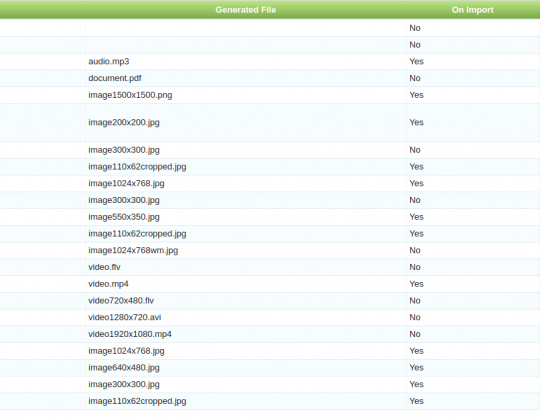 Generated File On Import
No
No
audio.mp3 Yes
document.pdf No
image1500x1500.png Yes
image200x200.jpg Yes
image300x300.jpg No
image110x62cropped.jpg Yes
image1024x768.jpg Yes
image300x300.jpg No
image550x350.jpg Yes
image110x62cropped.jpg Yes
image1024x768wm.jpg No
video.flv No
video.mp4 Yes
video720x480.flv No
video1280x720.avi No
video1920x1080.mp4 No
image1024x768.jpg Yes
image640x480.jpg Yes
image300x300.jpg Yes
image110x62cropped.jpg Yes